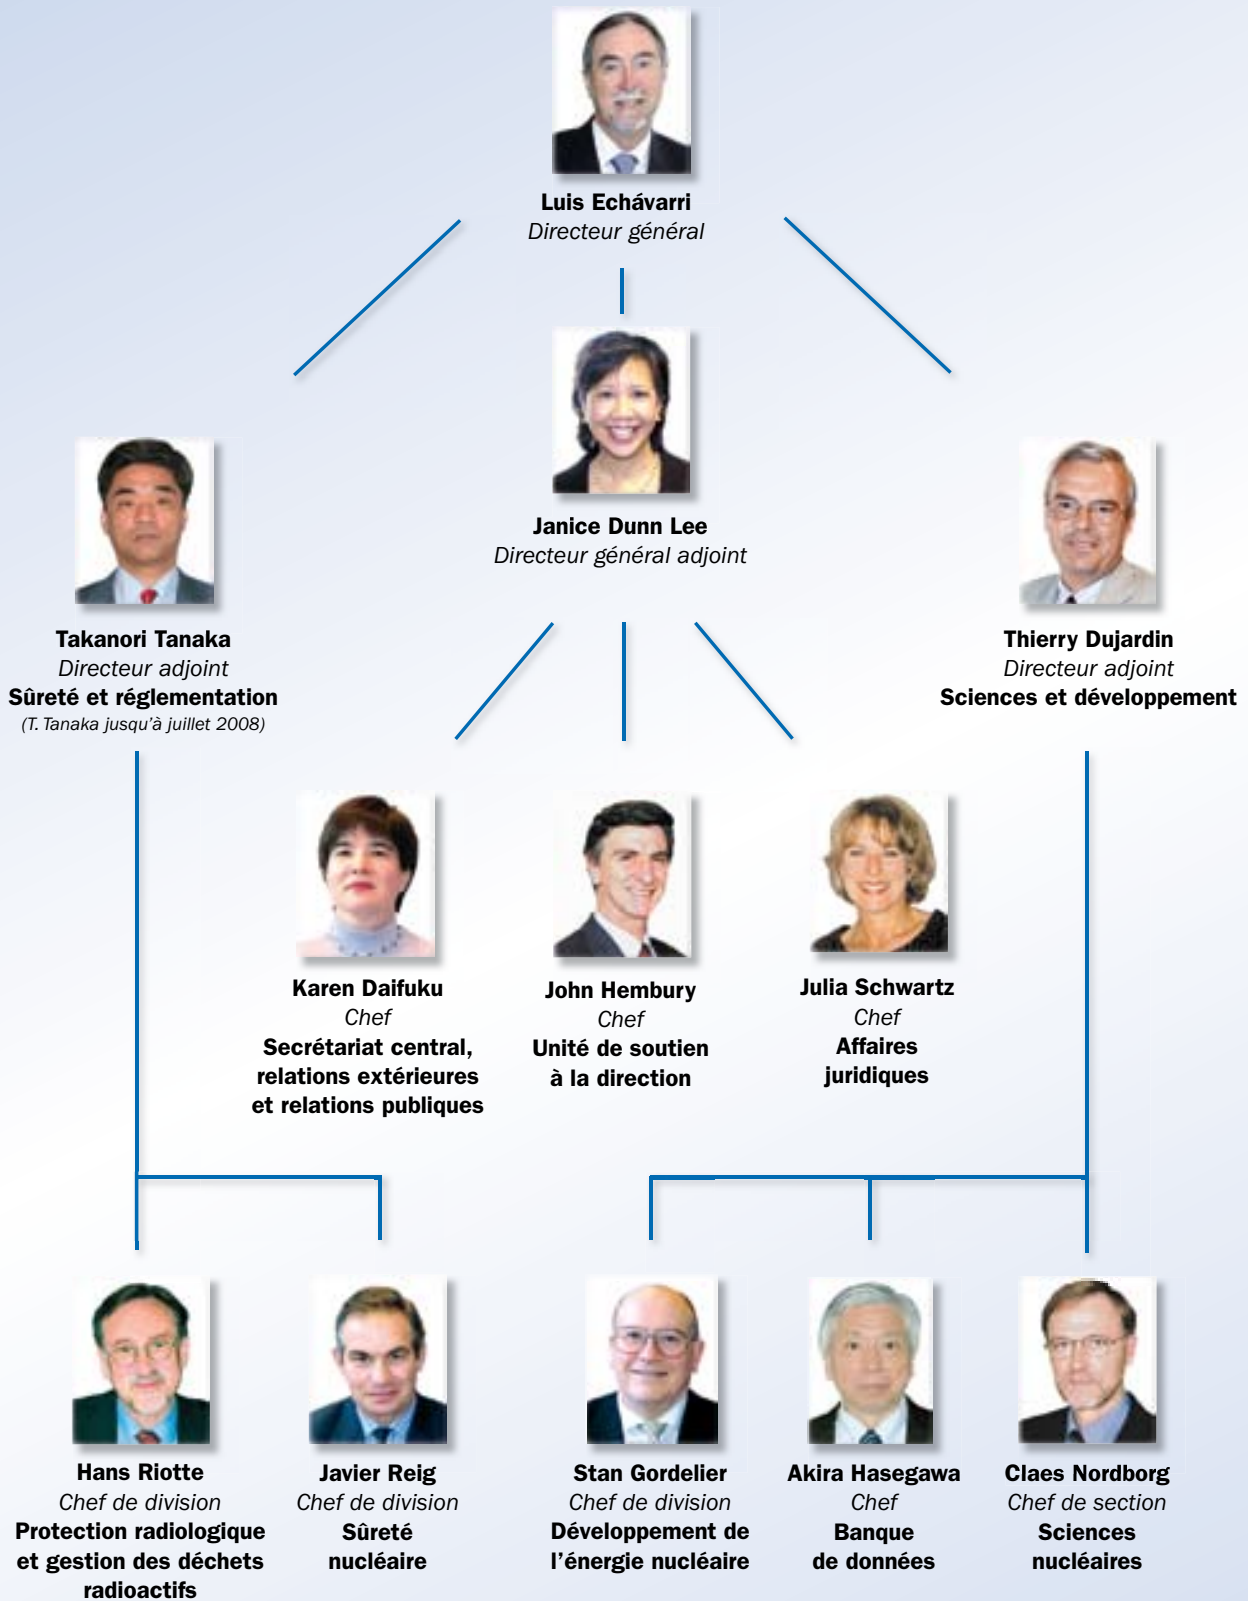 Luis Echávarri
Directeur général
Janice Dunn Lee
Directeur général adjoint
Takanori Tanaka
Directeur adjoint
Sûreté et réglementation
(T. Tanaka jusqu'à juillet 2008)
Thierry Dujardin
Directeur adjoint
Sciences et développement
Karen Daifuku
Chef
Secrétariat central,
relations extérieures
et relations publiques
John Hembury
Chef
Unité de soutien
à la direction
Julia Schwartz
Chef
Affaires
juridiques
Hans Riotte
Chef de division
Protection radiologique
et gestion des déchets
radioactifs
Javier Reig
Chef de division
Sûreté
nucléaire
Stan Gordelier
Chef de division
Développement de
l'énergie nucléaire
Akira Hasegawa
Chef
Banque
de données
Claes Nordborg
Chef de section
Sciences
nucléaires